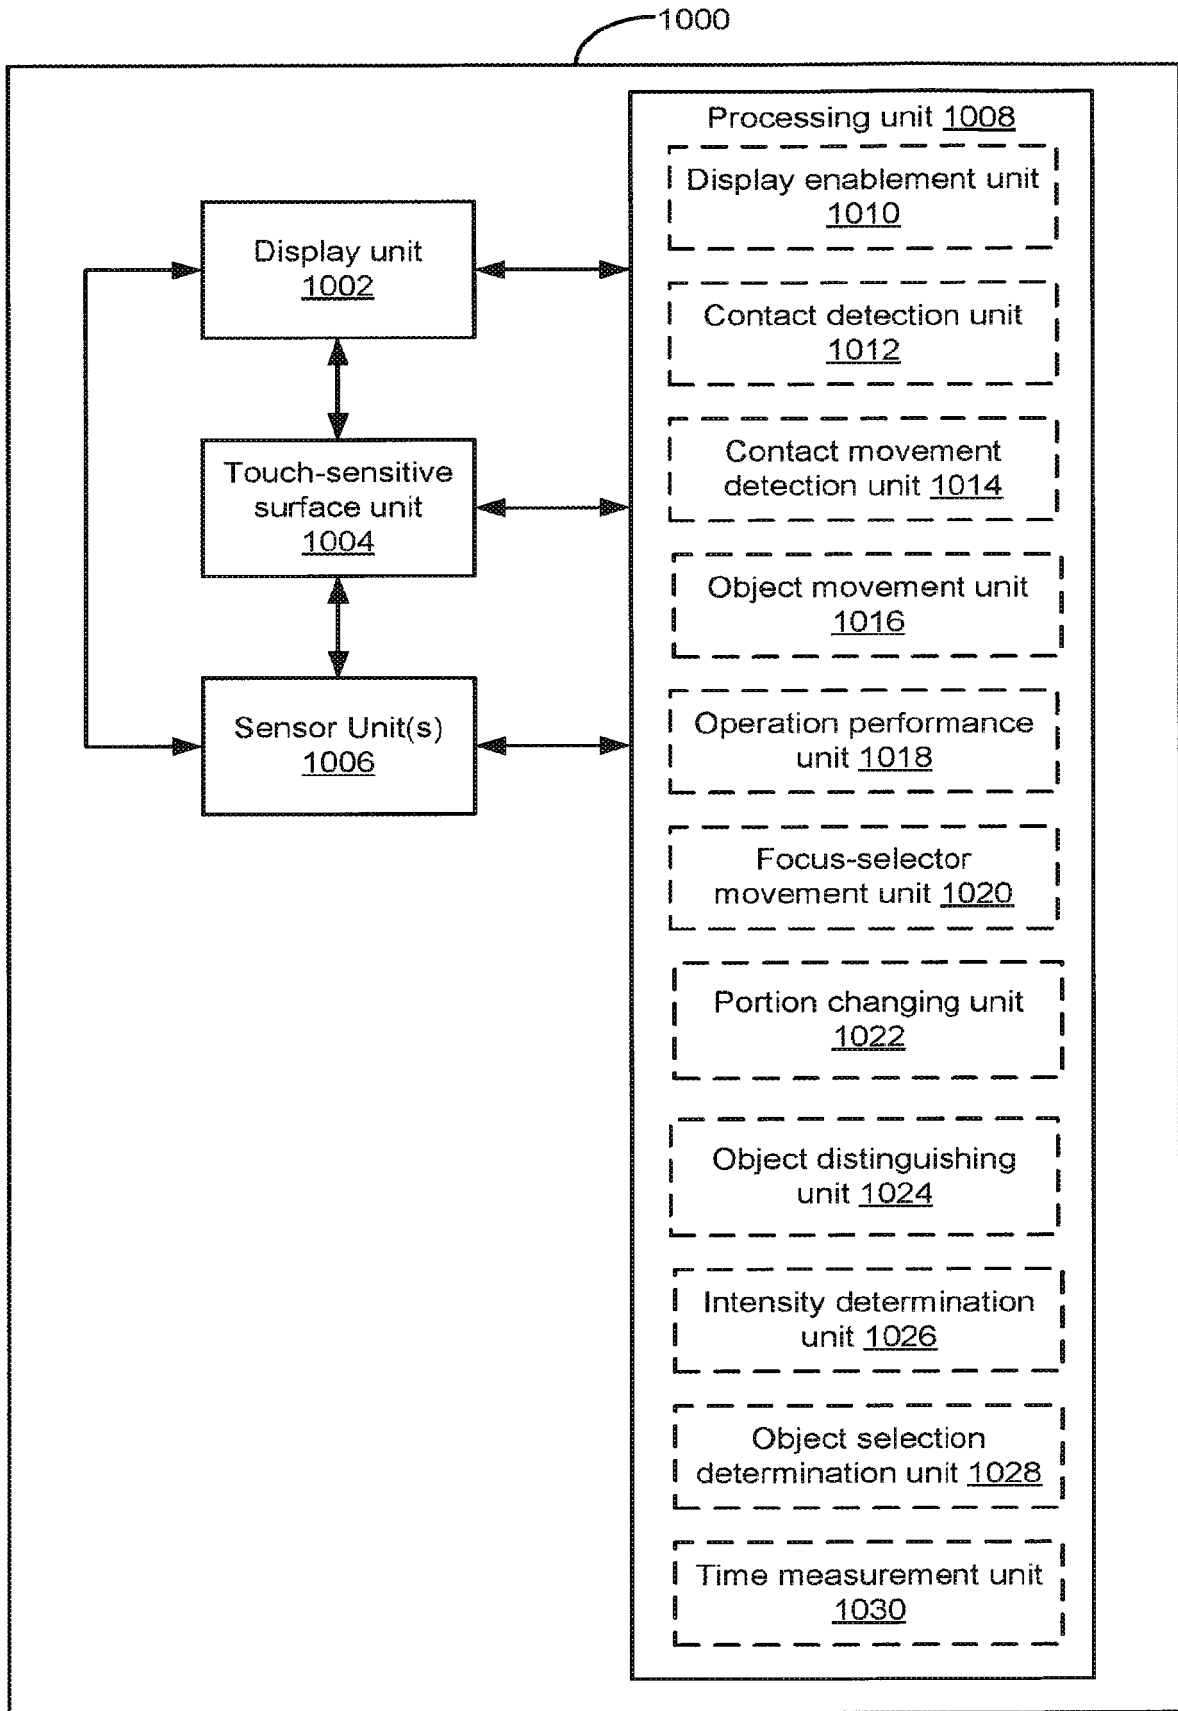 1000
Processing unit 1008
Display enablement unit
1010
Display unit
1002
Contact detection unit
1012
Touch-sensitive
surface unit
1004
Contact movement
detection unit 1014
Object movement unit
1016
Sensor Unit(s)
1006
Operation performance
unit 1018
Focus-selector
movement unit 1020
Portion changing unit
1022
Object distinguishing
unit 1024
Intensity determination
unit 1026
Object selection
determination unit 1028
Time measurement unit
1030